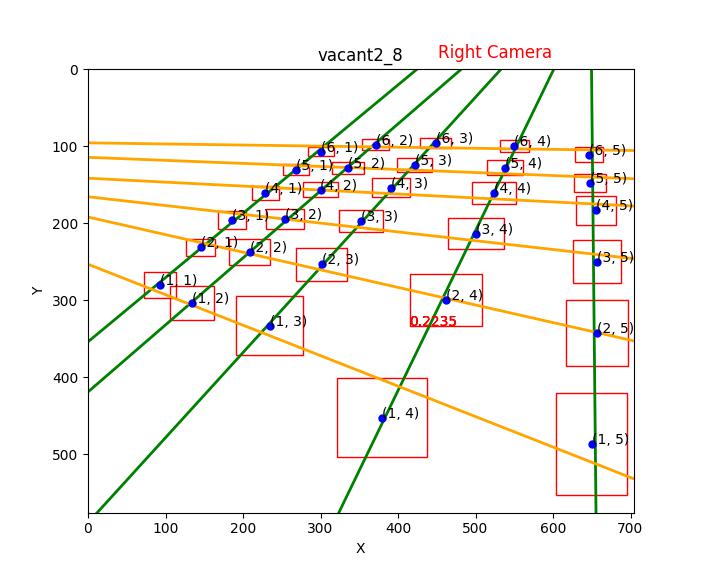 vacant2_8 Right Camera
0
100
200
300
400
500
Y
(6, 1) (6, 2) (6, 3) (6, 4) (6, 5)
(5, 1) (5, 2) (5, 3) (5, 4) (5, 5)
(4, 1) (4, 2) (4, 3) (4, 4) (4, 5)
(3, 1) (3, 2) (3, 3) (3, 4) (3, 5)
(2, 1) (2, 2) (2, 3) (2, 4) (2, 5)
0.2235
(1, 1) (1, 2) (1, 3) (1, 4) (1, 5)
0 100 200 300 400 500 600 700
X